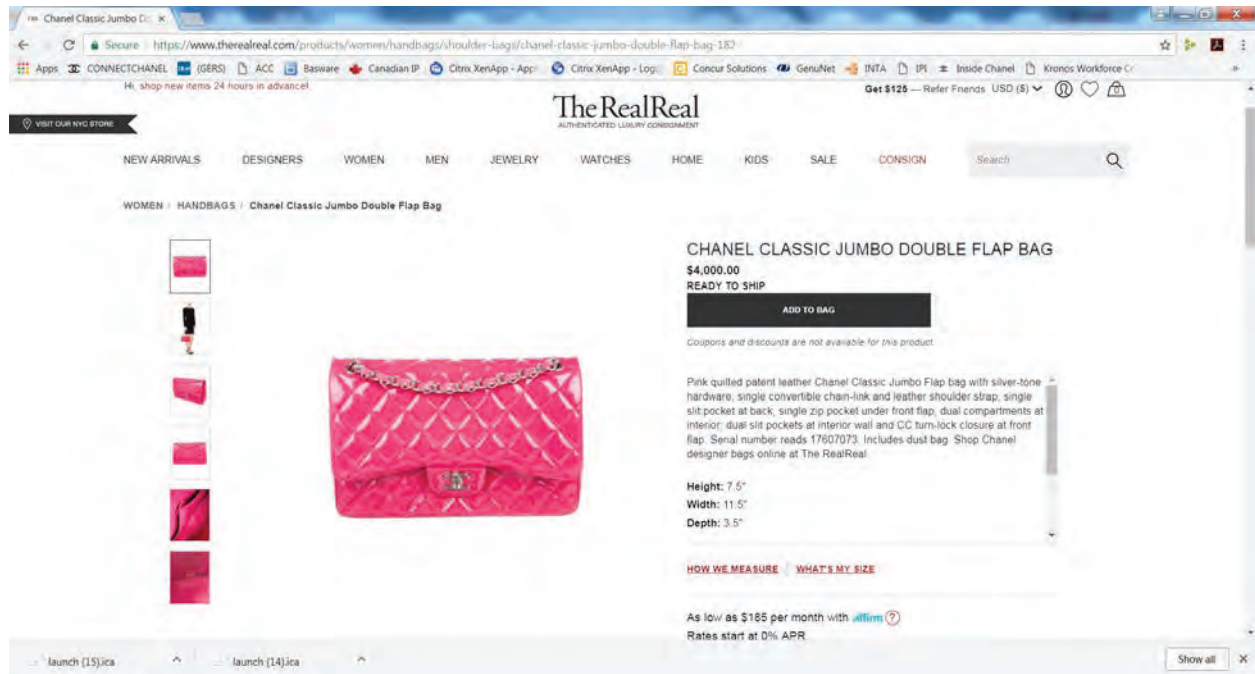 Chanel Classic Jumbo Do
Secure https://www.therealreal.com/products/women/handbags/shoulder-bags/chanel-classic-jumbo-double-flap-bag-182
Apps CONNECTCHANEL (GERS) ACC Basware Canadian IP Citrix XenApp - App Citrix XenApp - Log Concur Solutions GenuNet INTA IPI Inside Chanel Kronos Workforce Ce
Hi, shop new items 24 hours in advance!
Get $125 — Refer Friends USD ($)
VISIT OUR NYC STORE
The RealReal
AUTHENTICATED LUXURY CONSIGNMENT
NEW ARRIVALS DESIGNERS WOMEN MEN JEWELRY WATCHES HOME KIDS SALE CONSIGN Search
WOMEN / HANDBAGS / Chanel Classic Jumbo Double Flap Bag
CHANEL CLASSIC JUMBO DOUBLE FLAP BAG
$4,000.00
READY TO SHIP
ADD TO BAG
Coupons and discounts are not available for this product.
Pink quilted patent leather Chanel Classic Jumbo Flap bag with silver-tone
hardware, single convertible chain-link and leather shoulder strap, single
slit pocket at back, single zip pocket under front flap, dual compartments at
interior, dual slit pockets at interior wall and CC turn-lock closure at front
flap. Serial number reads 17607073. Includes dust bag. Shop Chanel
designer bags online at The RealReal.
Height: 7.5"
Width: 11.5"
Depth: 3.5"
HOW WE MEASURE WHAT'S MY SIZE
As low as $185 per month with affirm ?
Rates start at 0% APR
launch (15).ica launch (14).ica Show all